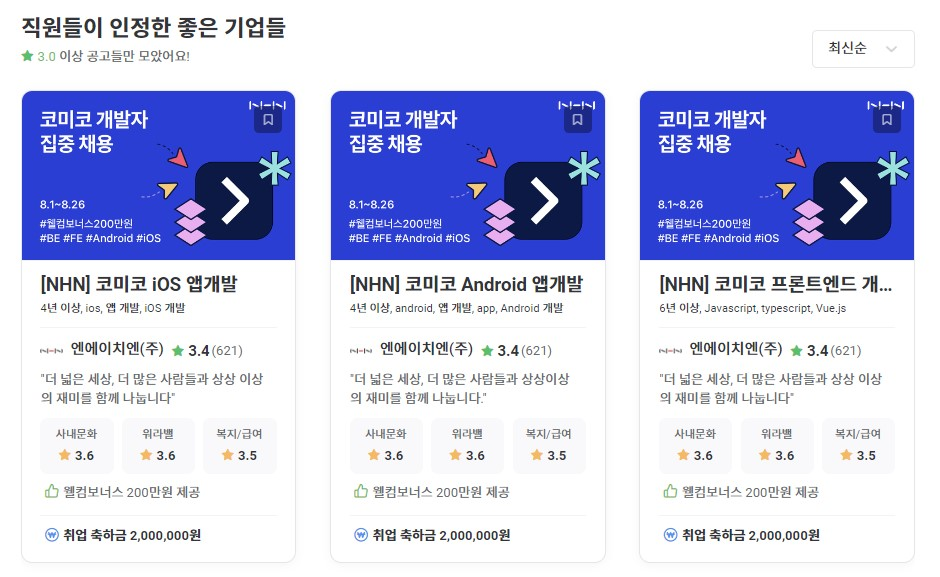 직원들이 인정한 좋은 기업들
3.0 이상 공고들만 모았어요!
최신순
코미코 개발자
집중 채용
8.1~8.26
#웰컴보너스200만원
#BE #FE #Android #iOS
[NHN] 코미코 iOS 앱개발
4년 이상, ios, 앱 개발, iOS 개발
엔에이치엔(주) 3.4 (621)
"더 넓은 세상, 더 많은 사람들과 상상 이상
의 재미를 함께 나눕니다"
사내문화 워라밸 복지/급여
3.6 3.6 3.5
웰컴보너스 200만원 제공
취업 축하금 2,000,000원
코미코 개발자
집중 채용
8.1~8.26
#웰컴보너스200만원
#BE #FE #Android #iOS
[NHN] 코미코 Android 앱개발
4년 이상, android, 앱 개발, app, Android 개발
엔에이치엔(주) 3.4 (621)
"더 넓은 세상, 더 많은 사람들과 상상이상
의 재미를 함께 나눕니다."
사내문화 워라밸 복지/급여
3.6 3.6 3.5
웰컴보너스 200만원 제공
취업 축하금 2,000,000원
코미코 개발자
집중 채용
8.1~8.26
#웰컴보너스200만원
#BE #FE #Android #iOS
[NHN] 코미코 프론트엔드 개...
6년 이상, Javascript, typescript, Vue.js
엔에이치엔(주) 3.4 (621)
"더 넓은 세상, 더 많은 사람들과 상상 이상
의 재미를 함께 나눕니다"
사내문화 워라밸 복지/급여
3.6 3.6 3.5
웰컴보너스 200만원 제공
취업 축하금 2,000,000원